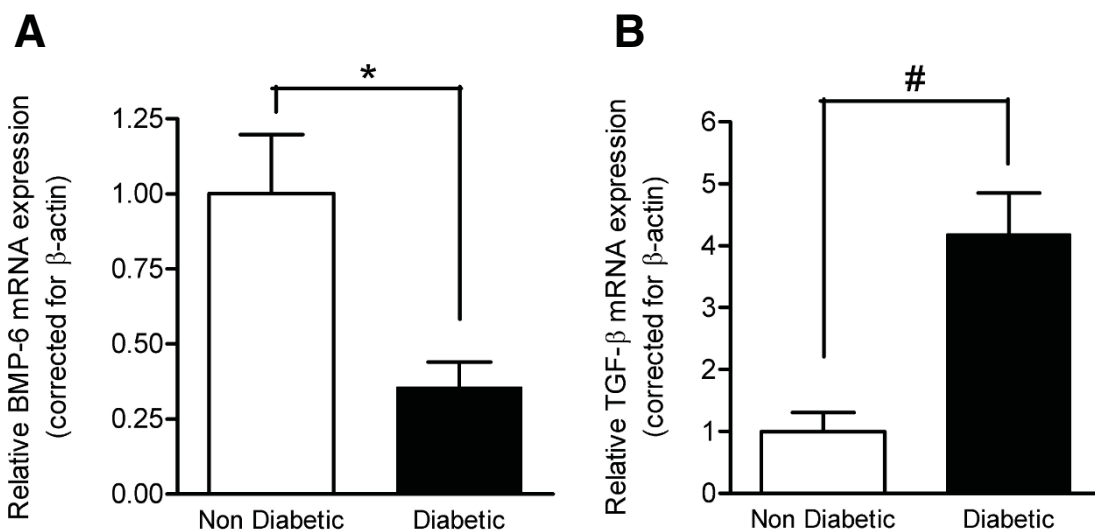 A
*
Relative BMP-6 mRNA expression
(corrected for β-actin)
1.25
1.00
0.75
0.50
0.25
0.00
Non Diabetic
Diabetic
B
#
Relative TGF-β mRNA expression
(corrected for β-actin)
6
5
4
3
2
1
0
Non Diabetic
Diabetic